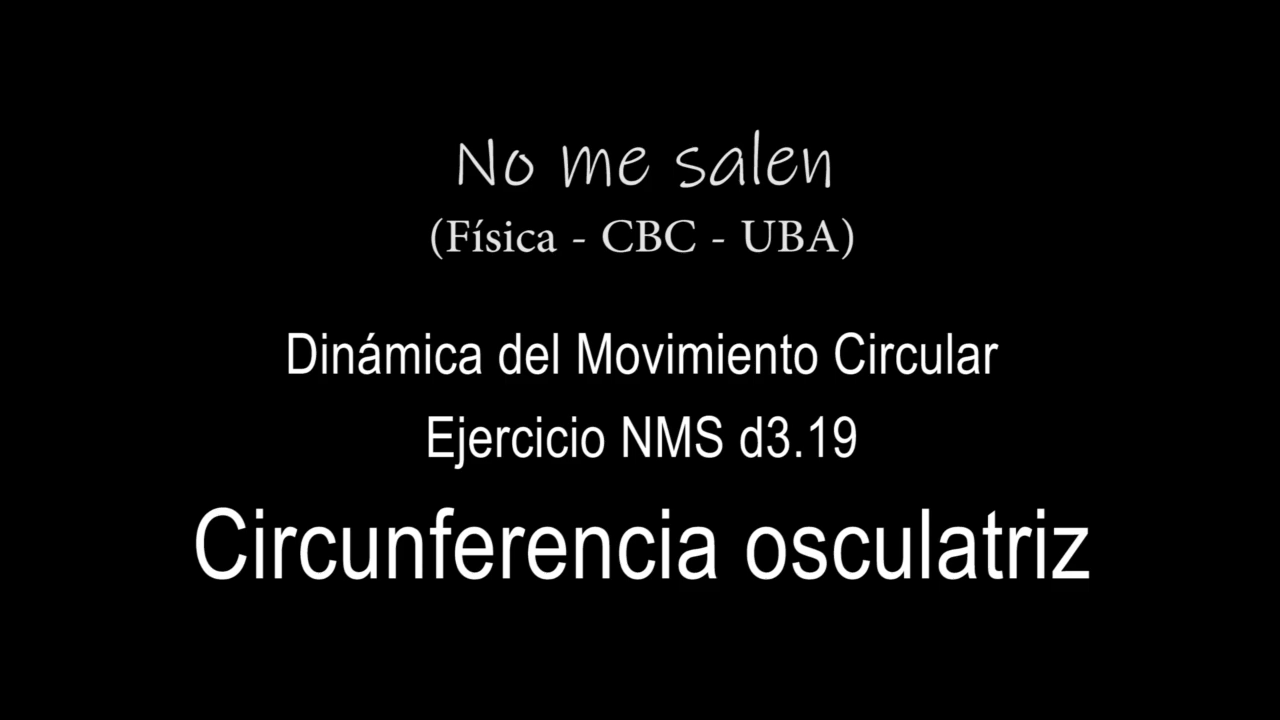 No me salen
(Física - CBC - UBA)
Dinámica del Movimiento Circular
Ejercicio NMS d3.19
Circunferencia osculatriz